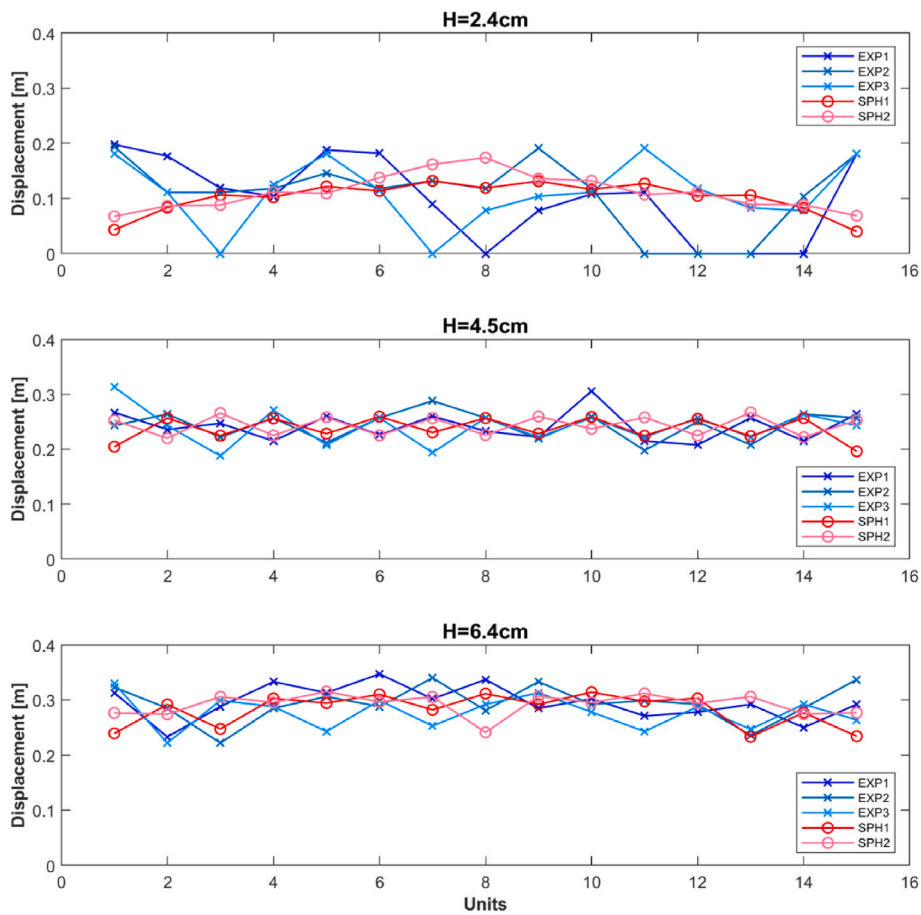 H=2.4cm
0.4
0.3
0.2
0.1
0
Displacement [m]
EXP1
EXP2
EXP3
SPH1
SPH2
0 2 4 6 8 10 12 14 16
H=4.5cm
0.4
0.3
0.2
0.1
0
Displacement [m]
EXP1
EXP2
EXP3
SPH1
SPH2
0 2 4 6 8 10 12 14 16
H=6.4cm
0.4
0.3
0.2
0.1
0
Displacement [m]
EXP1
EXP2
EXP3
SPH1
SPH2
0 2 4 6 8 10 12 14 16
Units